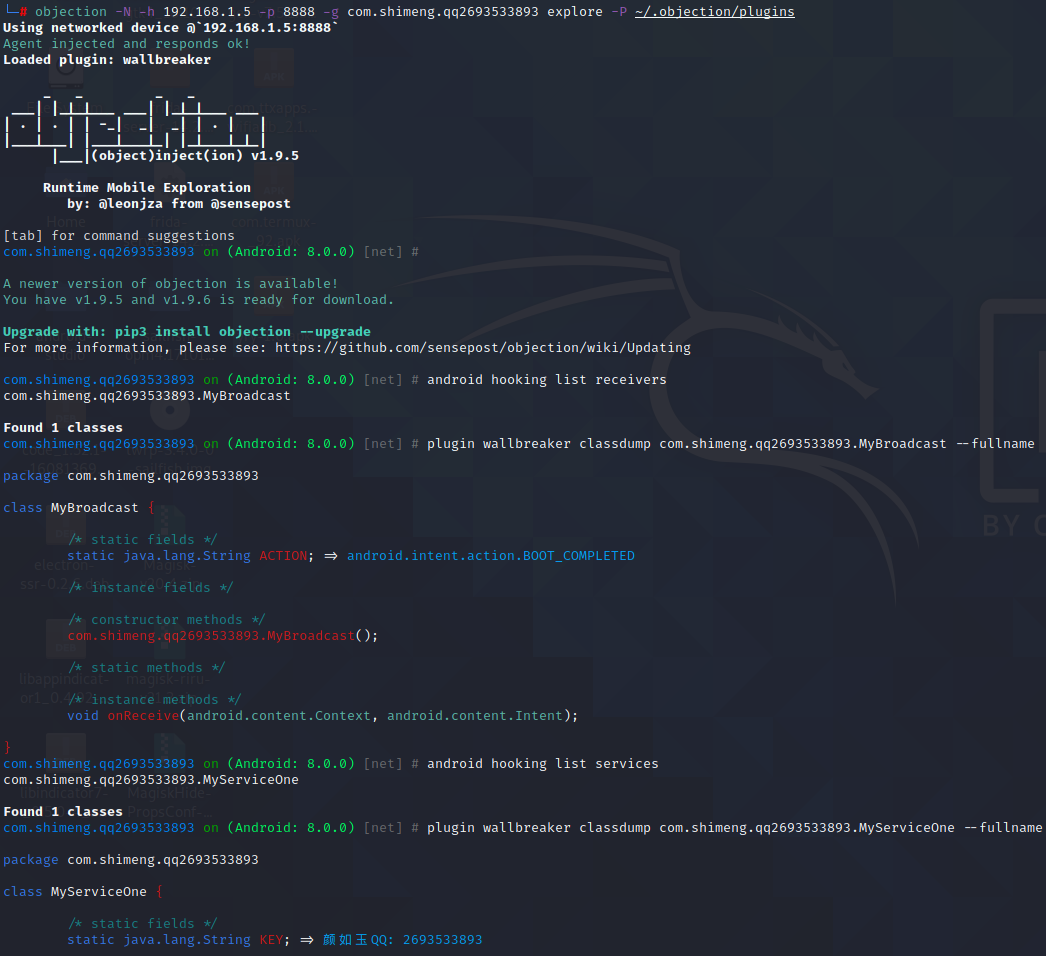 └─# objection -N -h 192.168.1.5 -p 8888 -g com.shimeng.qq2693533893 explore -P ~/.objection/plugins
Using networked device @`192.168.1.5:8888`
Agent injected and responds ok!
Loaded plugin: wallbreaker
|___|(object)inject(ion) v1.9.5
Runtime Mobile Exploration
by: @leonjza from @sensepost
[tab] for command suggestions
com.shimeng.qq2693533893 on (Android: 8.0.0) [net] #
A newer version of objection is available!
You have v1.9.5 and v1.9.6 is ready for download.
Upgrade with: pip3 install objection --upgrade
For more information, please see: https://github.com/sensepost/objection/wiki/Updating
com.shimeng.qq2693533893 on (Android: 8.0.0) [net] # android hooking list receivers
com.shimeng.qq2693533893.MyBroadcast
Found 1 classes
com.shimeng.qq2693533893 on (Android: 8.0.0) [net] # plugin wallbreaker classdump com.shimeng.qq2693533893.MyBroadcast --fullname
package com.shimeng.qq2693533893
class MyBroadcast {
/* static fields */
static java.lang.String ACTION; => android.intent.action.BOOT_COMPLETED
/* instance fields */
/* constructor methods */
com.shimeng.qq2693533893.MyBroadcast();
/* static methods */
/* instance methods */
void onReceive(android.content.Context, android.content.Intent);
}
com.shimeng.qq2693533893 on (Android: 8.0.0) [net] # android hooking list services
com.shimeng.qq2693533893.MyServiceOne
Found 1 classes
com.shimeng.qq2693533893 on (Android: 8.0.0) [net] # plugin wallbreaker classdump com.shimeng.qq2693533893.MyServiceOne --fullname
package com.shimeng.qq2693533893
class MyServiceOne {
/* static fields */
static java.lang.String KEY; => 颜如玉QQ: 2693533893